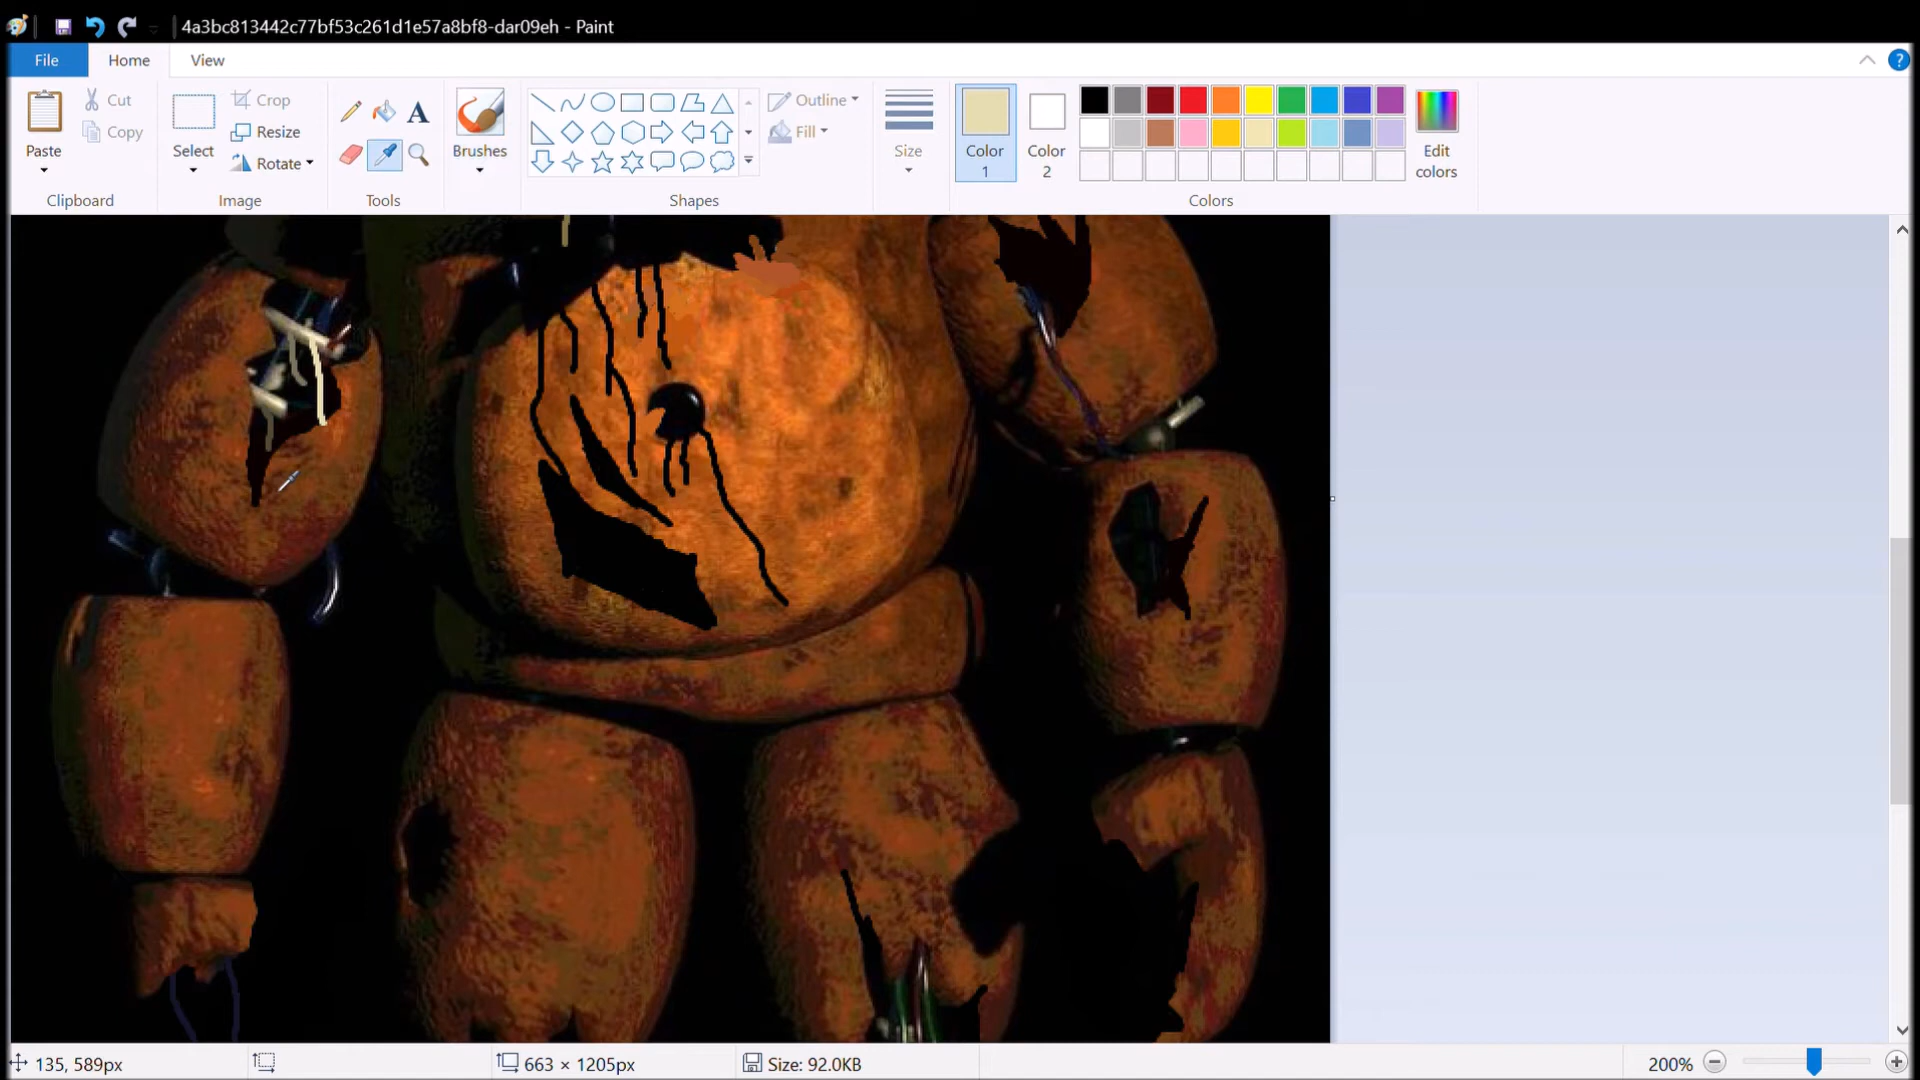 4a3bc813442c77bf53c261d1e57a8bf8-dar09eh - Paint
File Home View
Paste
Cut
Copy
Clipboard
Select
Crop
Resize
Rotate
Image
A
Tools
Brushes
Shapes
Outline
Fill
Size
Color 1
Color 2
Edit colors
Colors
135, 589px
663 × 1205px
Size: 92.0KB
200%